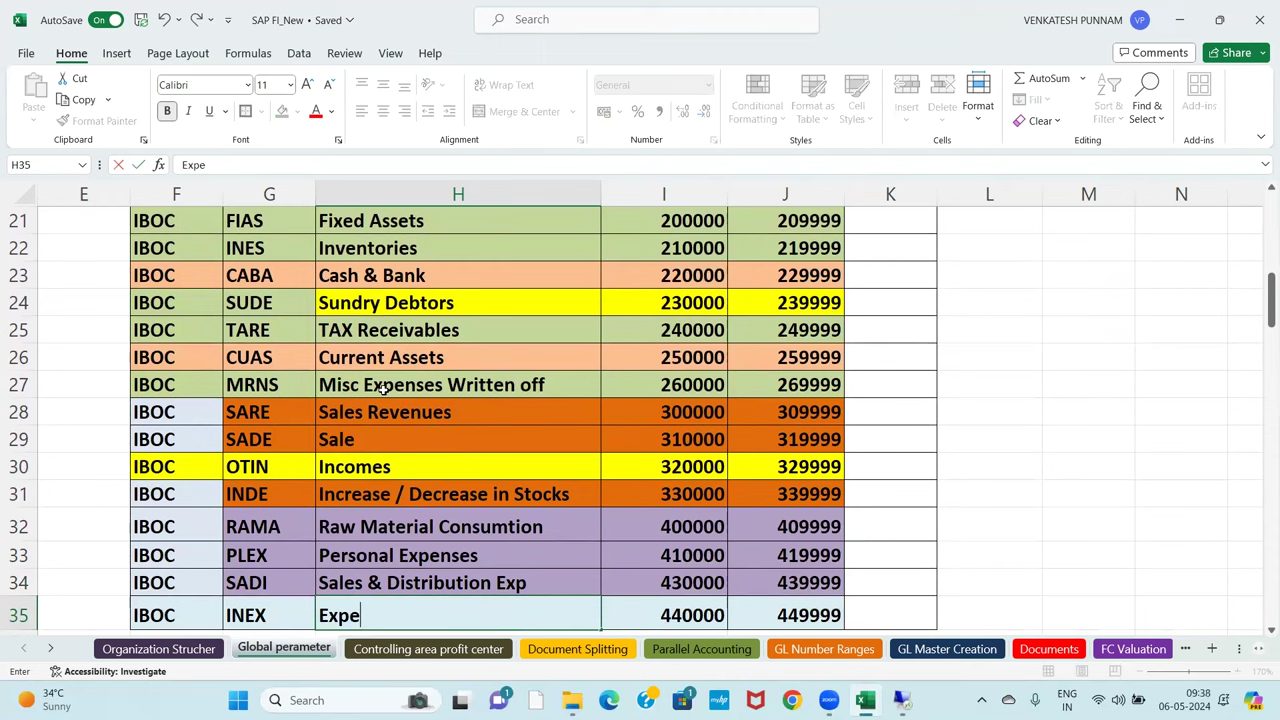 AutoSave On SAP FI_New • Saved Search VENKATESH PUNNAM VP
File Home Insert Page Layout Formulas Data Review View Help Comments Share
Paste Cut Copy Format Painter Clipboard
Calibri 11 A A B I U A Font
ab Wrap Text Merge & Center Alignment
General % , Number
Conditional Formatting Format as Table Cell Styles Styles
Insert Delete Format Cells
AutoSum Fill Clear Sort & Filter Find & Select Editing
Add-ins Add-ins
H35 fx Expe
E F G H I J K L M N
21 IBOC FIAS Fixed Assets 200000 209999
22 IBOC INES Inventories 210000 219999
23 IBOC CABA Cash & Bank 220000 229999
24 IBOC SUDE Sundry Debtors 230000 239999
25 IBOC TARE TAX Receivables 240000 249999
26 IBOC CUAS Current Assets 250000 259999
27 IBOC MRNS Misc Expenses Written off 260000 269999
28 IBOC SARE Sales Revenues 300000 309999
29 IBOC SADE Sale 310000 319999
30 IBOC OTIN Incomes 320000 329999
31 IBOC INDE Increase / Decrease in Stocks 330000 339999
32 IBOC RAMA Raw Material Consumtion 400000 409999
33 IBOC PLEX Personal Expenses 410000 419999
34 IBOC SADI Sales & Distribution Exp 430000 439999
35 IBOC INEX Expe 440000 449999
Organization Strucher Global perameter Controlling area profit center Document Splitting Parallel Accounting GL Number Ranges GL Master Creation Documents FC Valuation
Enter Accessibility: Investigate 170%
34°C Sunny Search 1 zoom 1 ENG IN 09:38 06-05-2024 PRE